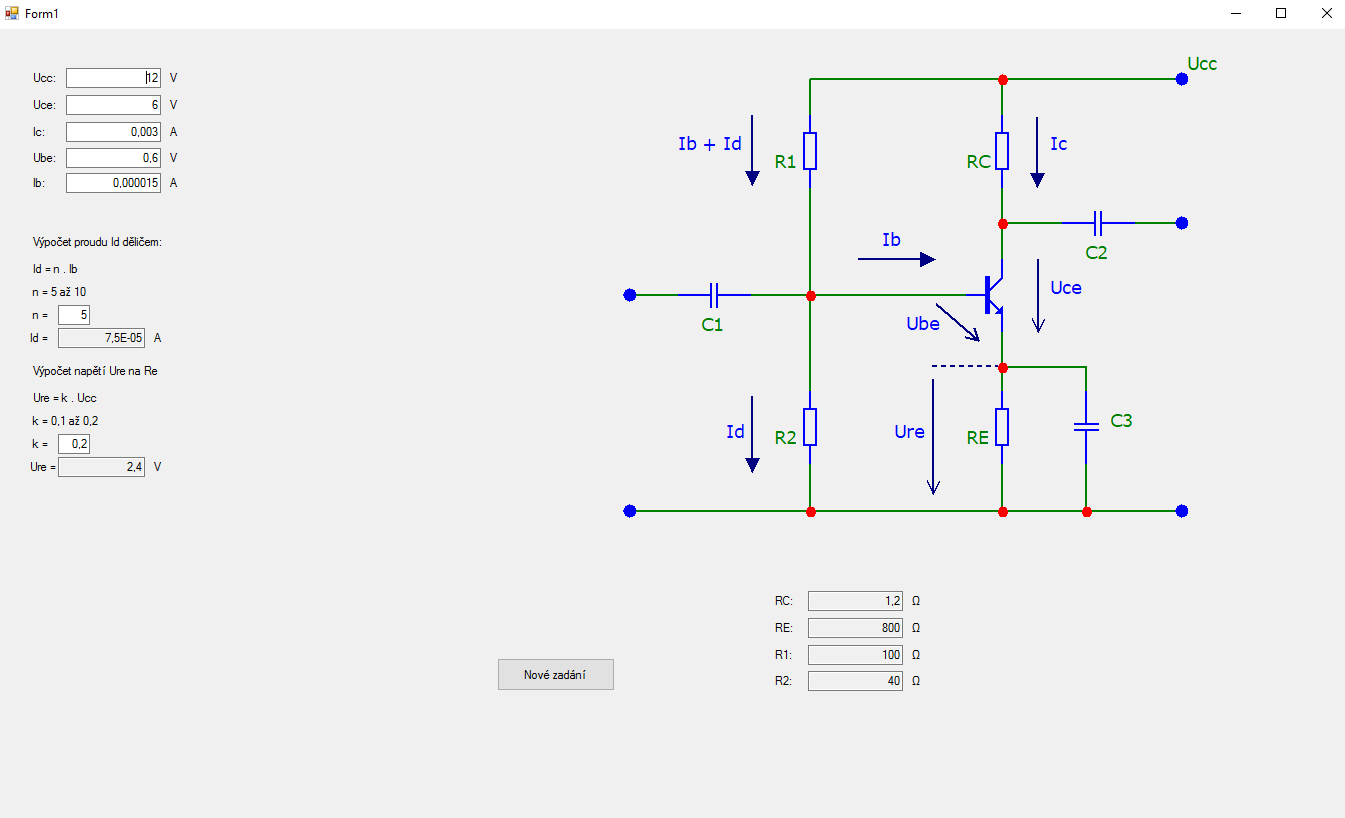 Form1
Ucc: 12 V
Uce: 6 V
Ic: 0,003 A
Ube: 0,6 V
Ib: 0,000015 A
Výpočet proudu Id děličem:
Id = n . Ib
n = 5 až 10
n = 5
Id = 7,5E-05 A
Výpočet napětí Ure na Re
Ure = k . Ucc
k = 0,1 až 0,2
k = 0,2
Ure = 2,4 V
Ucc
Ib + Id
R1
RC
Ic
Ib
C2
C1
Ube
Uce
Id
R2
Ure
RE
C3
RC: 1,2 Ω
RE: 800 Ω
R1: 100 Ω
R2: 40 Ω
Nové zadání